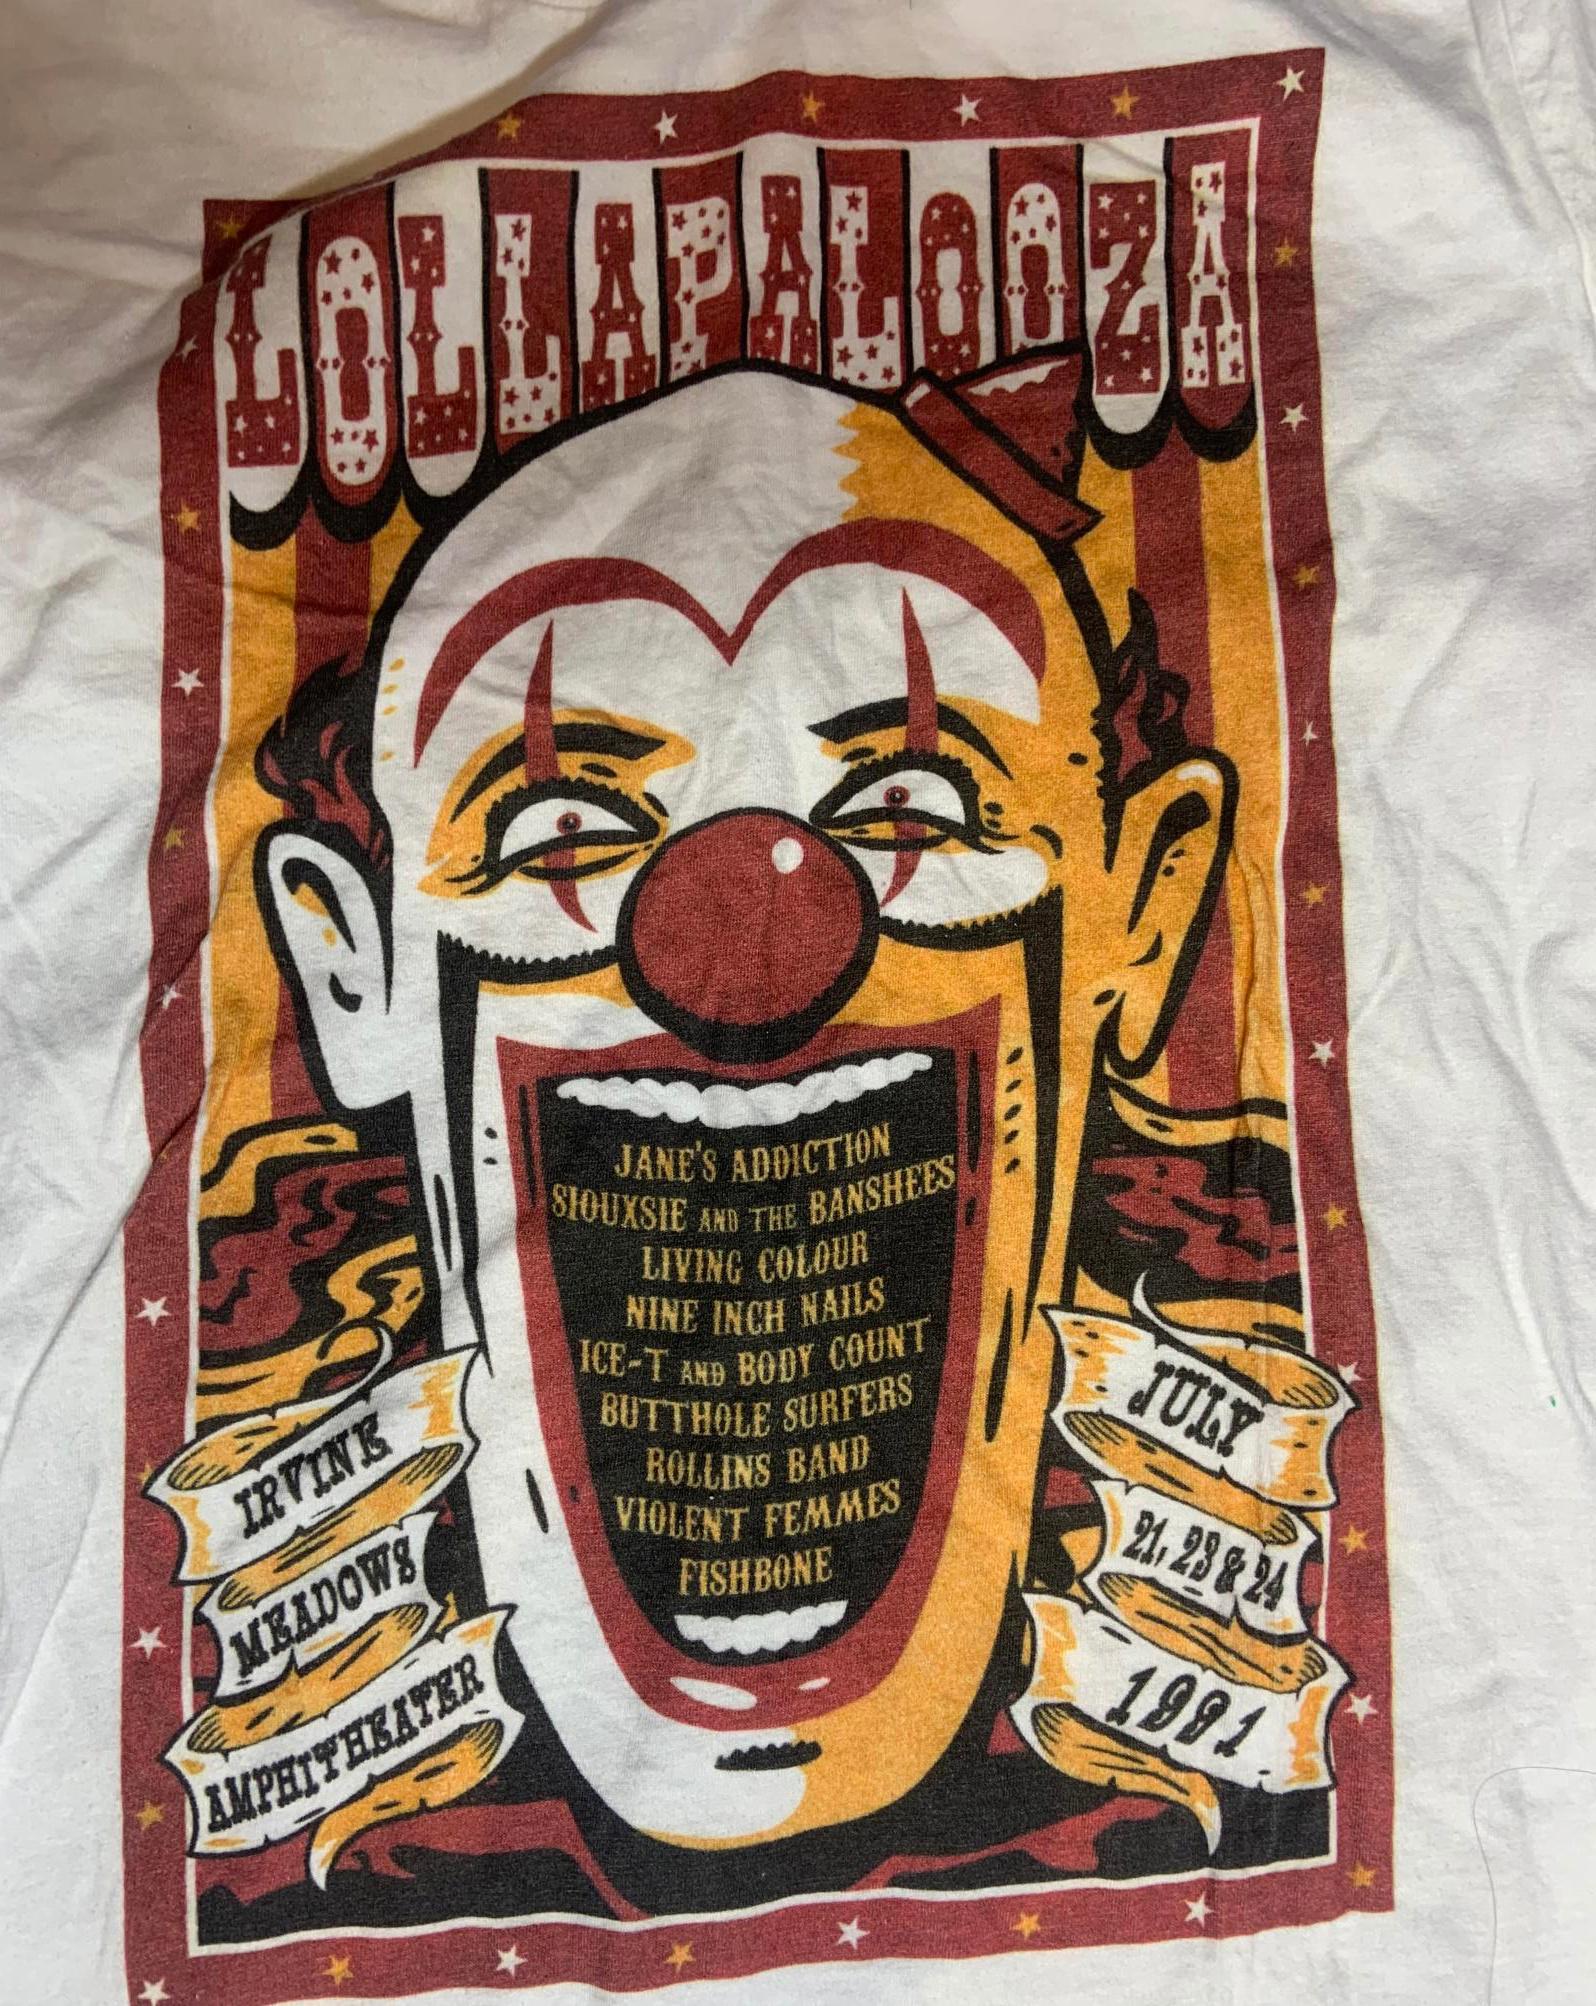 LOLLAPALOOZA
JANE'S ADDICTION
SIOUXSIE AND THE BANSHEES
LIVING COLOUR
NINE INCH NAILS
ICE-T AND BODY COUNT
BUTTHOLE SURFERS
ROLLINS BAND
VIOLENT FEMMES
FISHBONE
IRVINE
MEADOWS
AMPHITHEATER
JULY
21, 23 & 24
1991